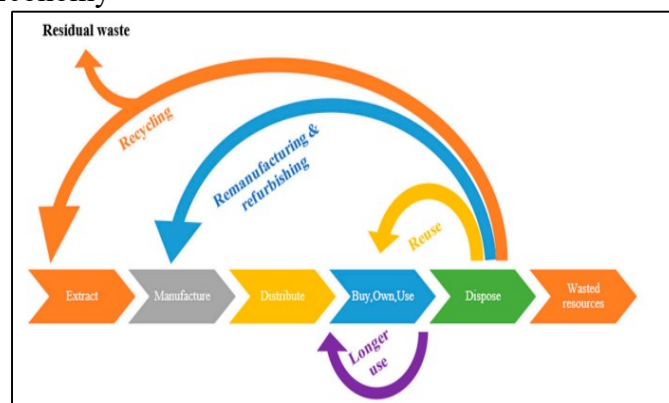 Residual waste
Recycling
Remanufacturing &
refurbishing
Reuse
Extract
Manufacture
Distribute
Buy,Own,Use
Dispose
Wasted
resources
Longer
use